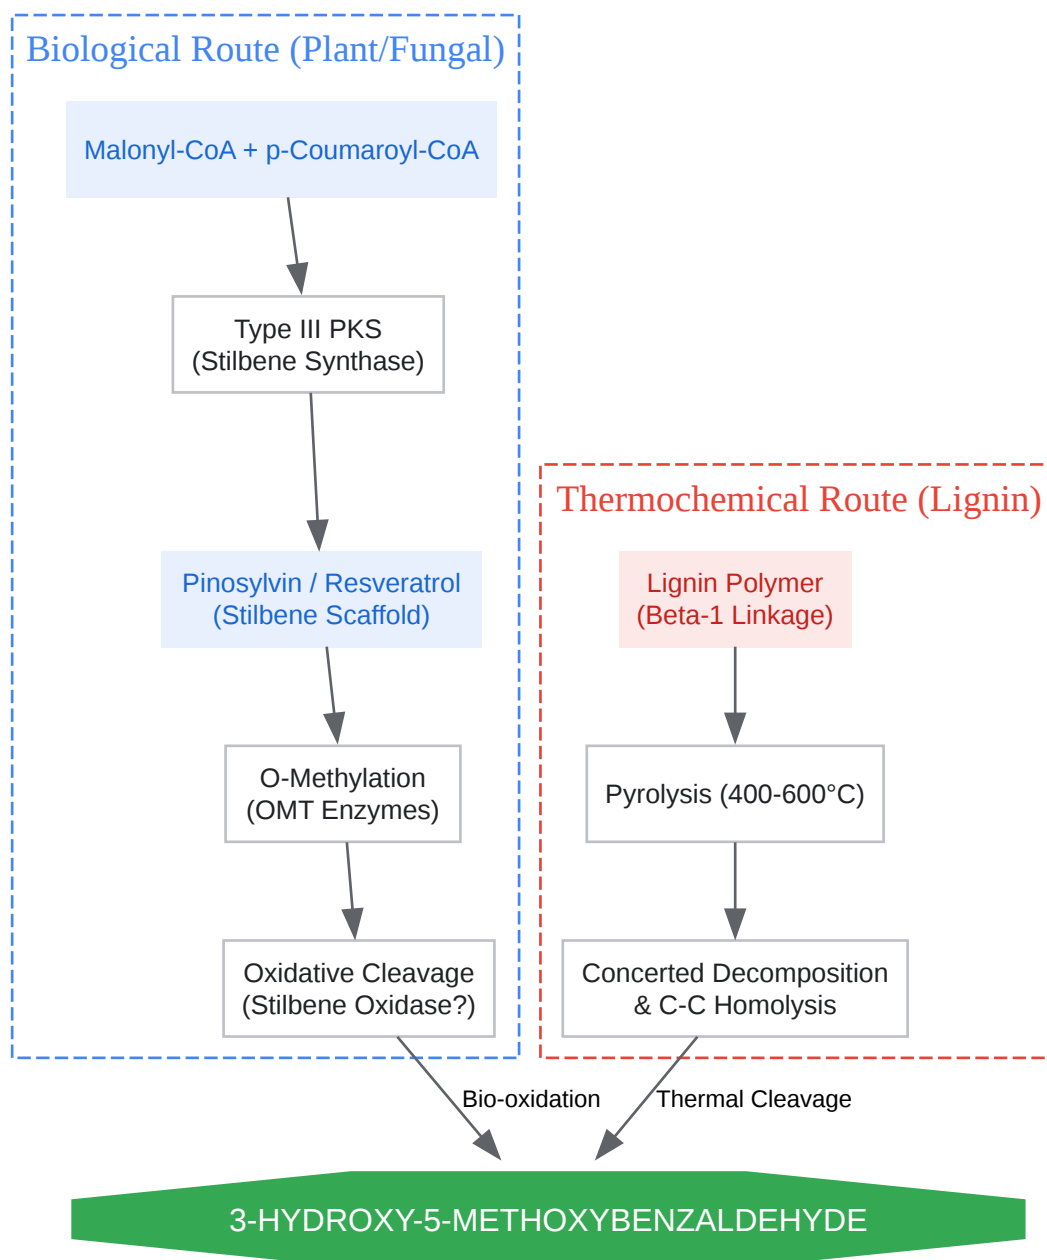 Biological Route (Plant/Fungal)
Malonyl-CoA + p-Coumaroyl-CoA
Type III PKS
(Stilbene Synthase)
Pinosylvin / Resveratrol
(Stilbene Scaffold)
O-Methylation
(OMT Enzymes)
Oxidative Cleavage
(Stilbene Oxidase?)
Thermochemical Route (Lignin)
Lignin Polymer
(Beta-1 Linkage)
Pyrolysis (400-600°C)
Concerted Decomposition
& C-C Homolysis
Bio-oxidation
Thermal Cleavage
3-HYDROXY-5-METHOXYBENZALDEHYDE